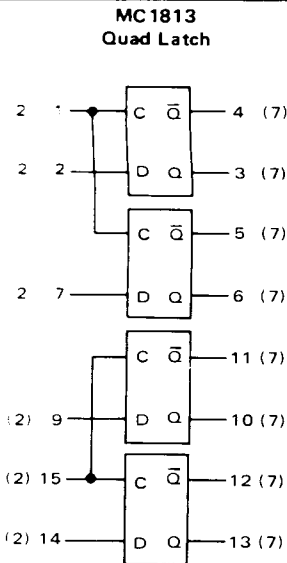 MC1813
Quad Latch
2 1 C Q̅ 4 (7)
2 2 D Q 3 (7)
C Q̅ 5 (7)
2 7 D Q 6 (7)
C Q̅ 11 (7)
(2) 9 D Q 10 (7)
(2) 15 C Q̅ 12 (7)
(2) 14 D Q 13 (7)